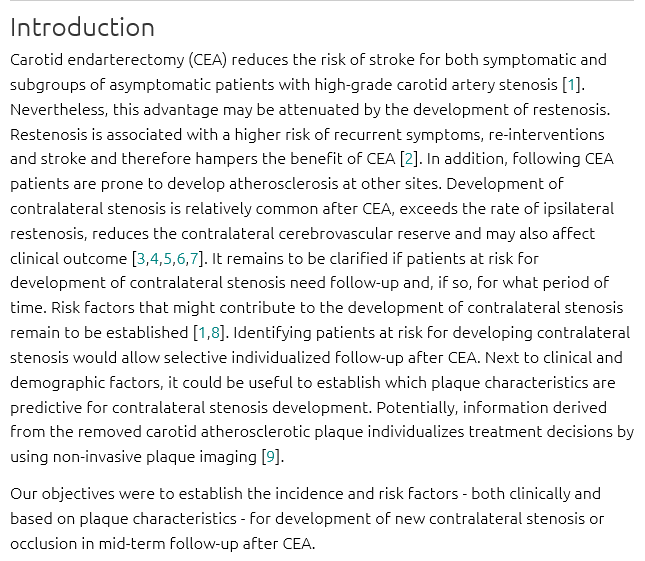 Introduction
Carotid endarterectomy (CEA) reduces the risk of stroke for both symptomatic and
subgroups of asymptomatic patients with high-grade carotid artery stenosis [1].
Nevertheless, this advantage may be attenuated by the development of restenosis.
Restenosis is associated with a higher risk of recurrent symptoms, re-interventions
and stroke and therefore hampers the benefit of CEA [2]. In addition, following CEA
patients are prone to develop atherosclerosis at other sites. Development of
contralateral stenosis is relatively common after CEA, exceeds the rate of ipsilateral
restenosis, reduces the contralateral cerebrovascular reserve and may also affect
clinical outcome [3,4,5,6,7]. It remains to be clarified if patients at risk for
development of contralateral stenosis need follow-up and, if so, for what period of
time. Risk factors that might contribute to the development of contralateral stenosis
remain to be established [1,8]. Identifying patients at risk for developing contralateral
stenosis would allow selective individualized follow-up after CEA. Next to clinical and
demographic factors, it could be useful to establish which plaque characteristics are
predictive for contralateral stenosis development. Potentially, information derived
from the removed carotid atherosclerotic plaque individualizes treatment decisions by
using non-invasive plaque imaging [9].
Our objectives were to establish the incidence and risk factors - both clinically and
based on plaque characteristics - for development of new contralateral stenosis or
occlusion in mid-term follow-up after CEA.